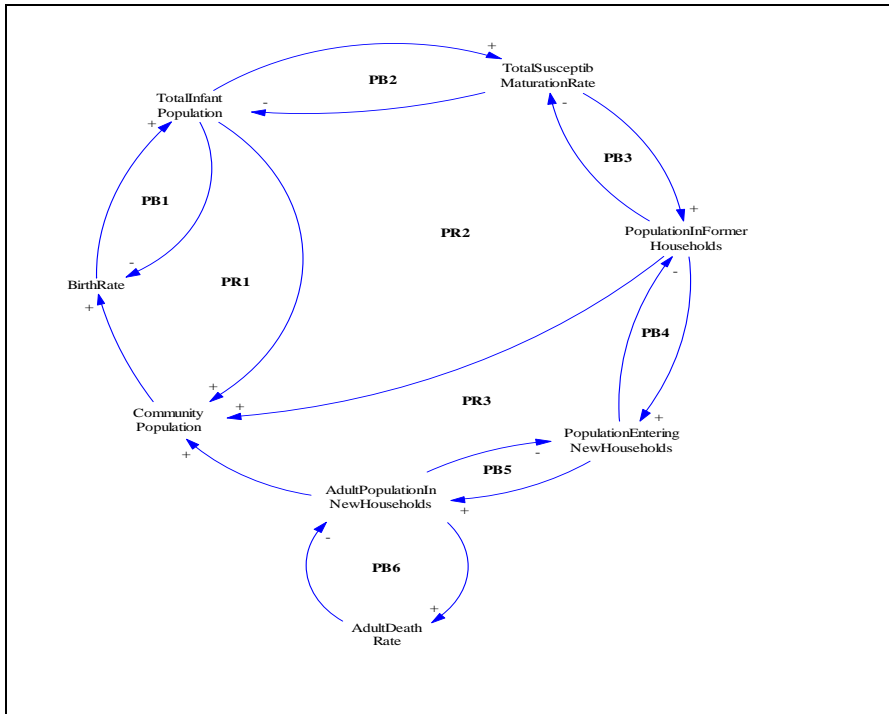 +
TotalSusceptib
MaturationRate
PB2
-
-
TotalInfant
Population
+
PB3
PB1
+
PR2
PopulationInFormer
Households
-
-
BirthRate
PR1
+
PB4
+
+
+
Community
Population
PR3
PopulationEntering
NewHouseholds
+
-
PB5
AdultPopulationIn
NewHouseholds
+
-
PB6
+
AdultDeath
Rate